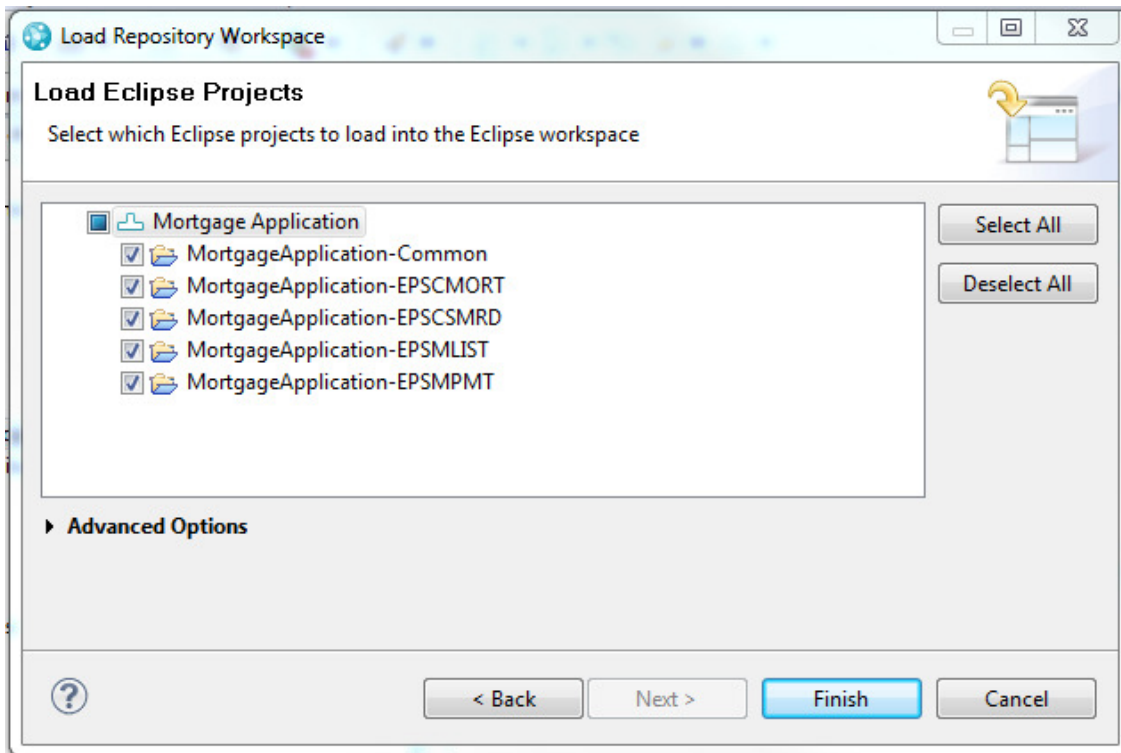 Load Repository Workspace
Load Eclipse Projects
Select which Eclipse projects to load into the Eclipse workspace
Mortgage Application
Select All
MortgageApplication-Common
MortgageApplication-EPSCMORT
Deselect All
MortgageApplication-EPSCSMRD
MortgageApplication-EPSMLIST
MortgageApplication-EPSMPMT
Advanced Options
?
< Back
Next >
Finish
Cancel